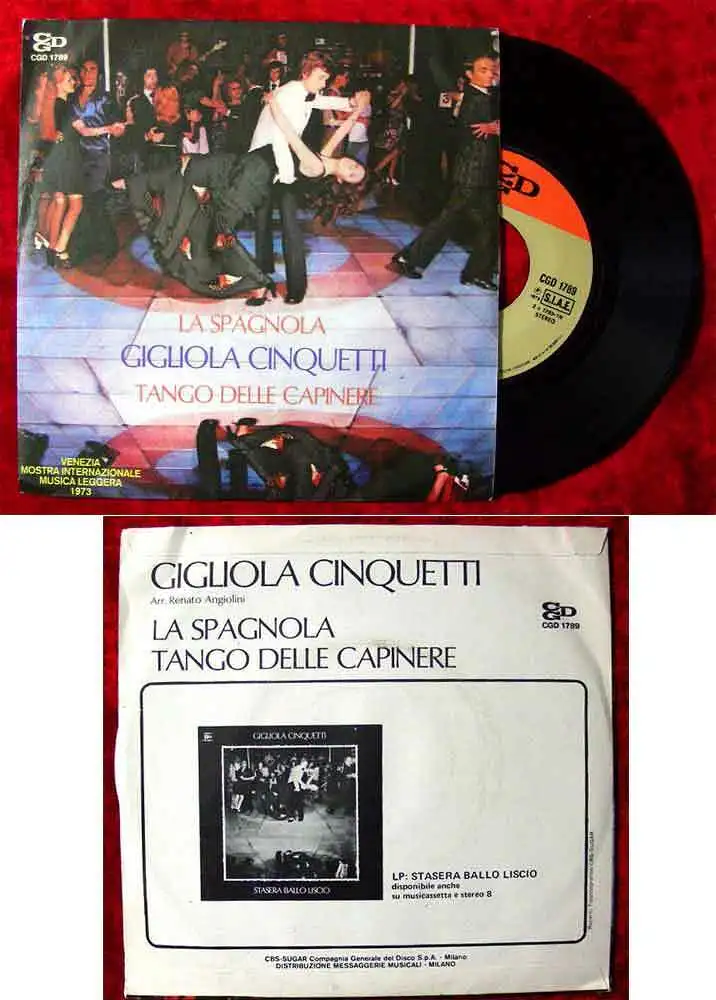 CGD
CGD 1789
LA SPAGNOLA
GIGLIOLA CINQUETTI
TANGO DELLE CAPINERE
VENEZIA
MOSTRA INTERNAZIONALE
MUSICA LEGGERA
1973
3
CGD
CGD 1789
S.I.A.E.
STEREO
GIGLIOLA CINQUETTI
Arr. Renato Angiolini
LA SPAGNOLA
TANGO DELLE CAPINERE
CGD
CGD 1789
GIGLIOLA CINQUETTI
STASERA BALLO LISCIO
LP: STASERA BALLO LISCIO
disponibile anche
su musicassetta e stereo 8
CBS-SUGAR Compagnia Generale del Disco S.p.A. - Milano
DISTRIBUZIONE MESSAGGERIE MUSICALI - MILANO